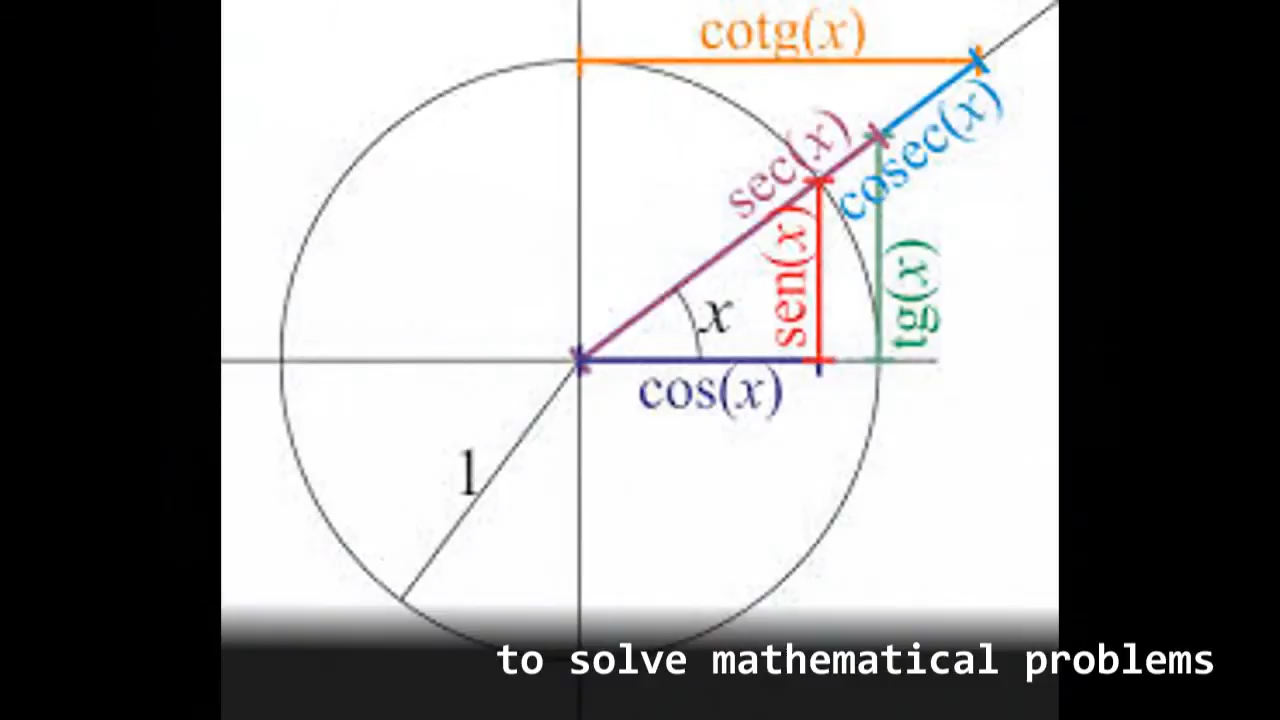 cotg(x)
sec(x)
cosec(x)
sen(x)
tg(x)
x
cos(x)
1
to solve mathematical problems